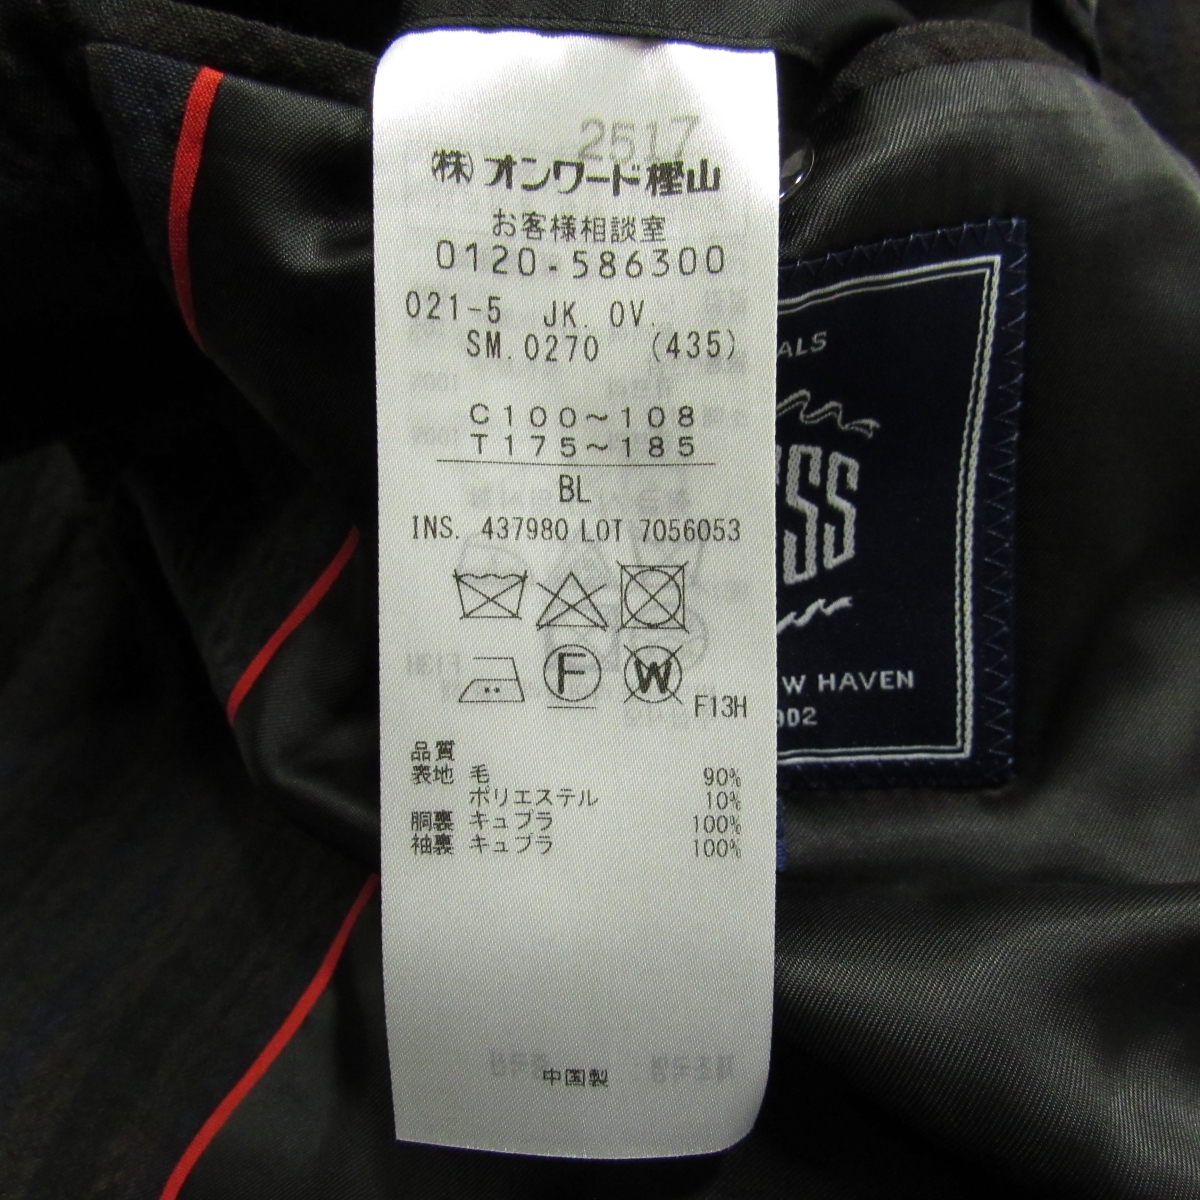 2517
㈱オンワード樫山
お客様相談室
0120-586300
021-5 JK. OV.
SM.0270 (435)
C100～108
T175～185
BL
INS. 437980 LOT 7056053
F W F13H
品質
表地 毛 90%
ポリエステル 10%
胴裏 キュプラ 100%
袖裏 キュプラ 100%
中国製
ALS
SS
W HAVEN
902